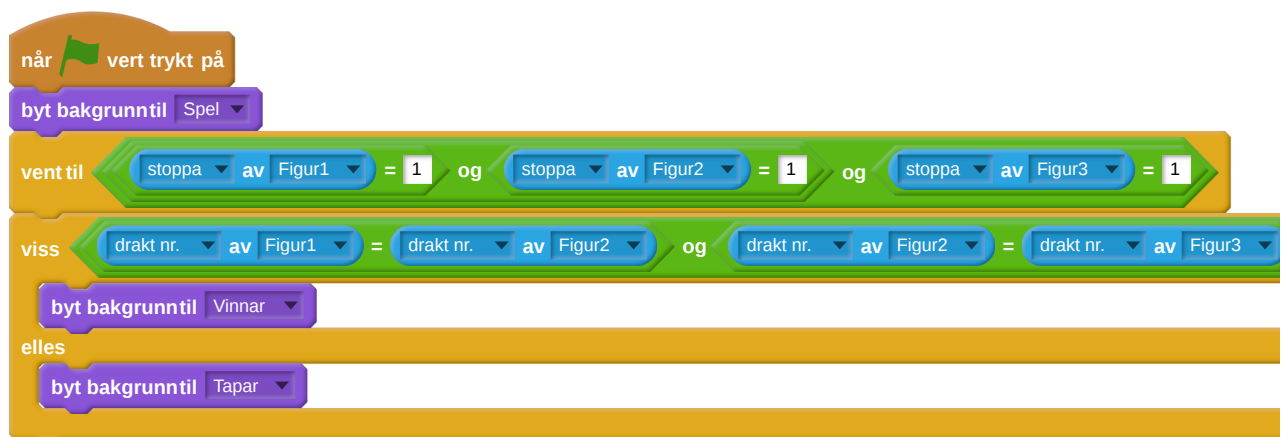 når vert trykt på
byt bakgrunn til Spel
vent til stoppa av Figur1 = 1 og stoppa av Figur2 = 1 og stoppa av Figur3 = 1
viss drakt nr. av Figur1 = drakt nr. av Figur2 og drakt nr. av Figur2 = drakt nr. av Figur3
byt bakgrunn til Vinnar
elles
byt bakgrunn til Tapar